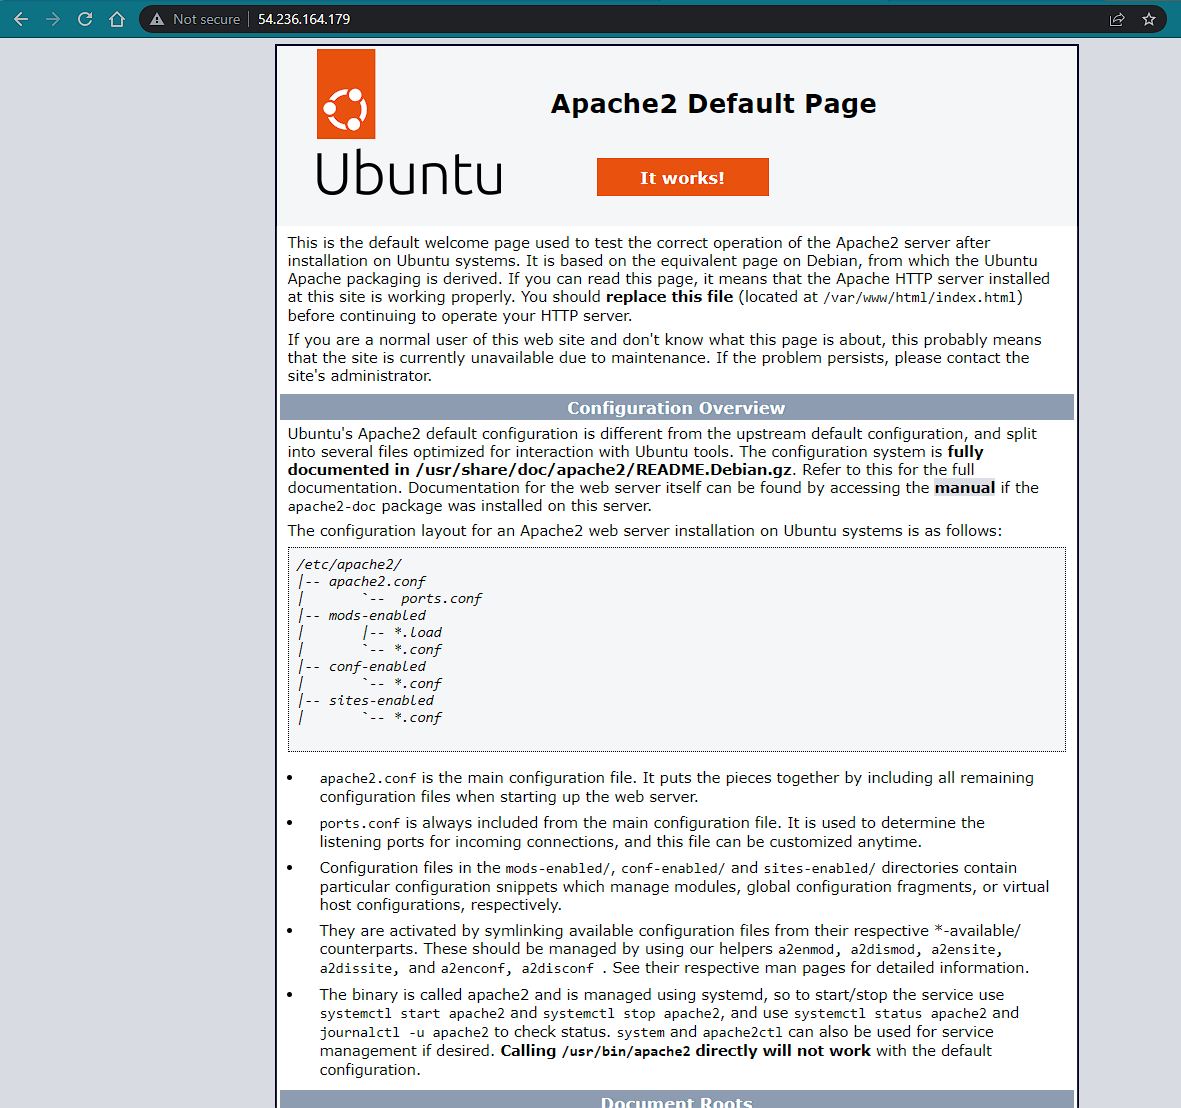 Not secure | 54.236.164.179
Apache2 Default Page
Ubuntu
It works!
This is the default welcome page used to test the correct operation of the Apache2 server after
installation on Ubuntu systems. It is based on the equivalent page on Debian, from which the Ubuntu
Apache packaging is derived. If you can read this page, it means that the Apache HTTP server installed
at this site is working properly. You should replace this file (located at /var/www/html/index.html)
before continuing to operate your HTTP server.
If you are a normal user of this web site and don't know what this page is about, this probably means
that the site is currently unavailable due to maintenance. If the problem persists, please contact the
site's administrator.
Configuration Overview
Ubuntu's Apache2 default configuration is different from the upstream default configuration, and split
into several files optimized for interaction with Ubuntu tools. The configuration system is fully
documented in /usr/share/doc/apache2/README.Debian.gz. Refer to this for the full
documentation. Documentation for the web server itself can be found by accessing the manual if the
apache2-doc package was installed on this server.
The configuration layout for an Apache2 web server installation on Ubuntu systems is as follows:
/etc/apache2/
|-- apache2.conf
|       `--  ports.conf
|-- mods-enabled
|       |-- *.load
|       `-- *.conf
|-- conf-enabled
|       `-- *.conf
|-- sites-enabled
|       `-- *.conf
• apache2.conf is the main configuration file. It puts the pieces together by including all remaining
configuration files when starting up the web server.
• ports.conf is always included from the main configuration file. It is used to determine the
listening ports for incoming connections, and this file can be customized anytime.
• Configuration files in the mods-enabled/, conf-enabled/ and sites-enabled/ directories contain
particular configuration snippets which manage modules, global configuration fragments, or virtual
host configurations, respectively.
• They are activated by symlinking available configuration files from their respective *-available/
counterparts. These should be managed by using our helpers a2enmod, a2dismod, a2ensite,
a2dissite, and a2enconf, a2disconf . See their respective man pages for detailed information.
• The binary is called apache2 and is managed using systemd, so to start/stop the service use
systemctl start apache2 and systemctl stop apache2, and use systemctl status apache2 and
journalctl -u apache2 to check status. system and apache2ctl can also be used for service
management if desired. Calling /usr/bin/apache2 directly will not work with the default
configuration.
Document Roots